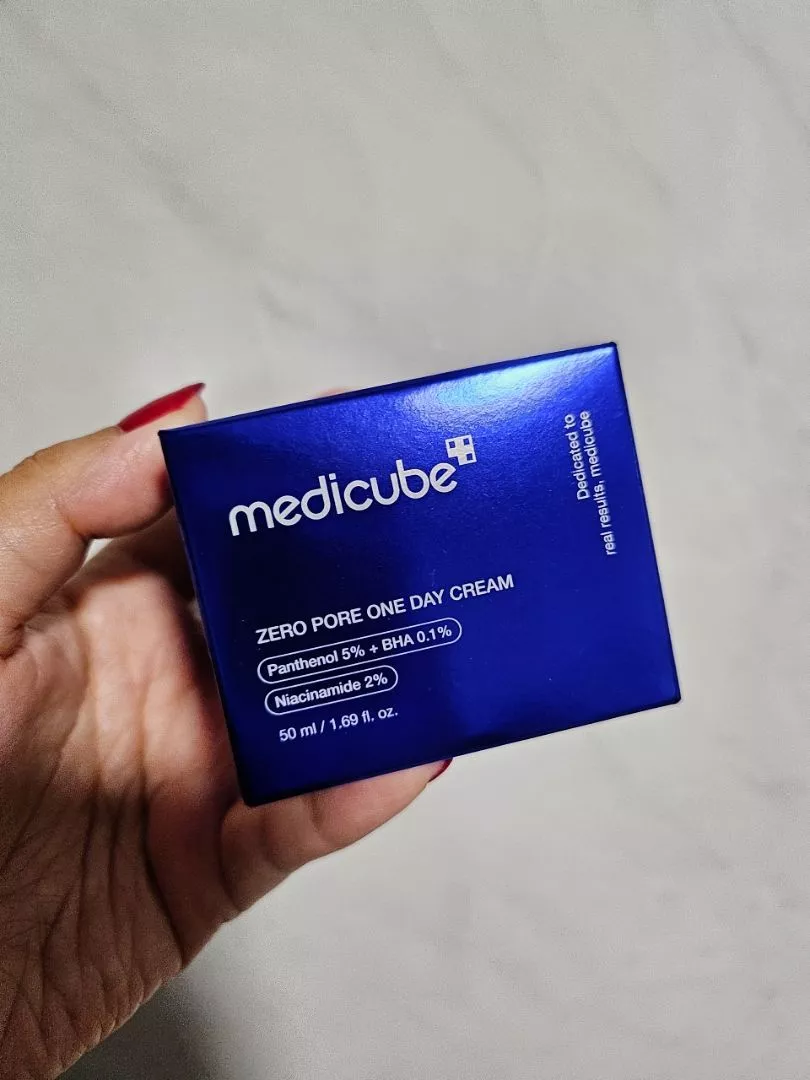 medicube
ZERO PORE ONE DAY CREAM
Panthenol 5% + BHA 0.1%
Niacinamide 2%
50 ml / 1.69 fl. oz.
Dedicated to
real results, medicube